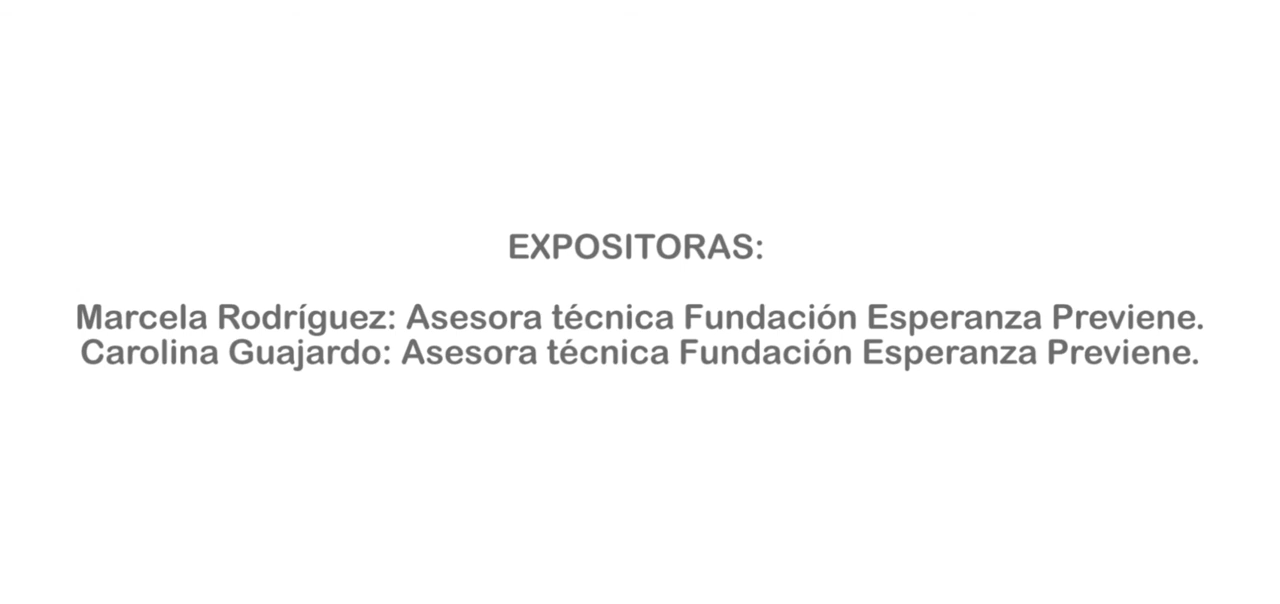 EXPOSITORAS:
Marcela Rodríguez: Asesora técnica Fundación Esperanza Previene.
Carolina Guajardo: Asesora técnica Fundación Esperanza Previene.